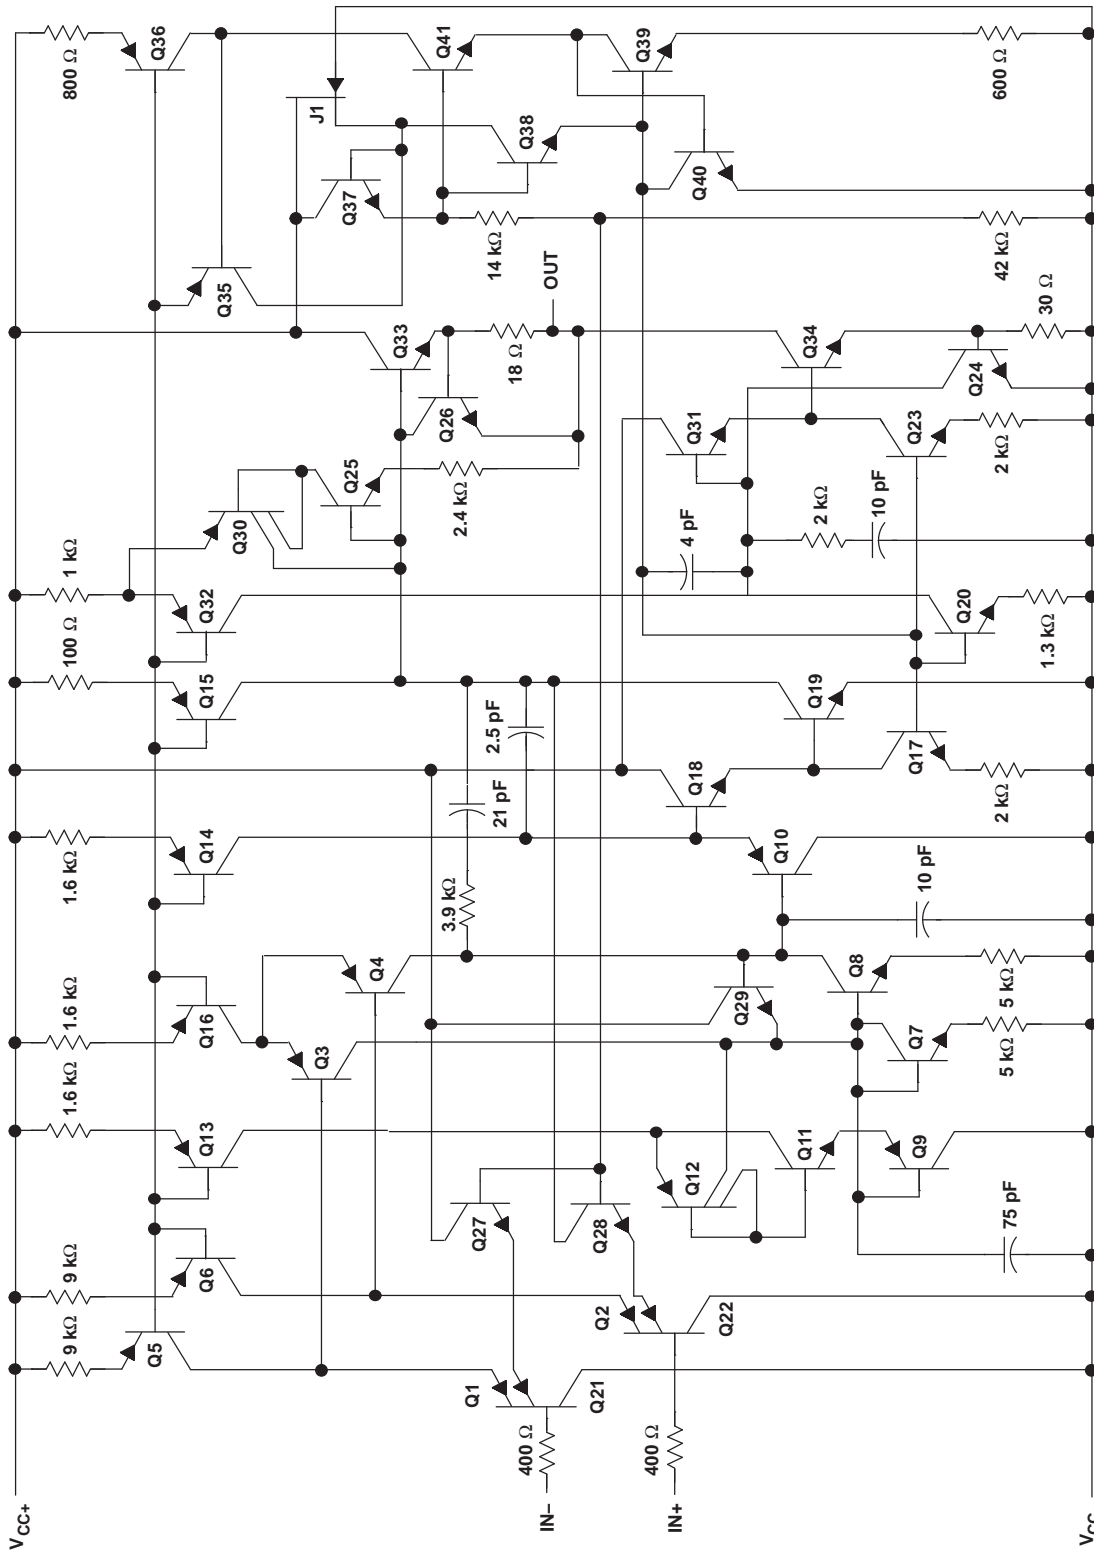 VCC+
9 kΩ
9 kΩ
1.6 kΩ
1.6 kΩ
1.6 kΩ
100 Ω
1 kΩ
800 Ω
Q5
Q6
Q13
Q16
Q14
Q15
Q32
Q35
Q36
Q30
Q3
J1
Q37
Q25
Q4
Q33
3.9 kΩ
21 pF
2.5 pF
2.4 kΩ
Q26
Q41
Q1
Q27
18 Ω
14 kΩ
Q38
400 Ω
IN–
Q21
OUT
Q28
Q2
Q39
400 Ω
IN+
Q22
Q12
Q29
Q18
4 pF
Q31
Q40
Q11
Q10
Q19
2 kΩ
10 pF
Q34
Q9
Q7
Q8
Q17
Q20
Q23
Q24
75 pF
5 kΩ
5 kΩ
10 pF
2 kΩ
1.3 kΩ
2 kΩ
30 Ω
42 kΩ
600 Ω
VCC